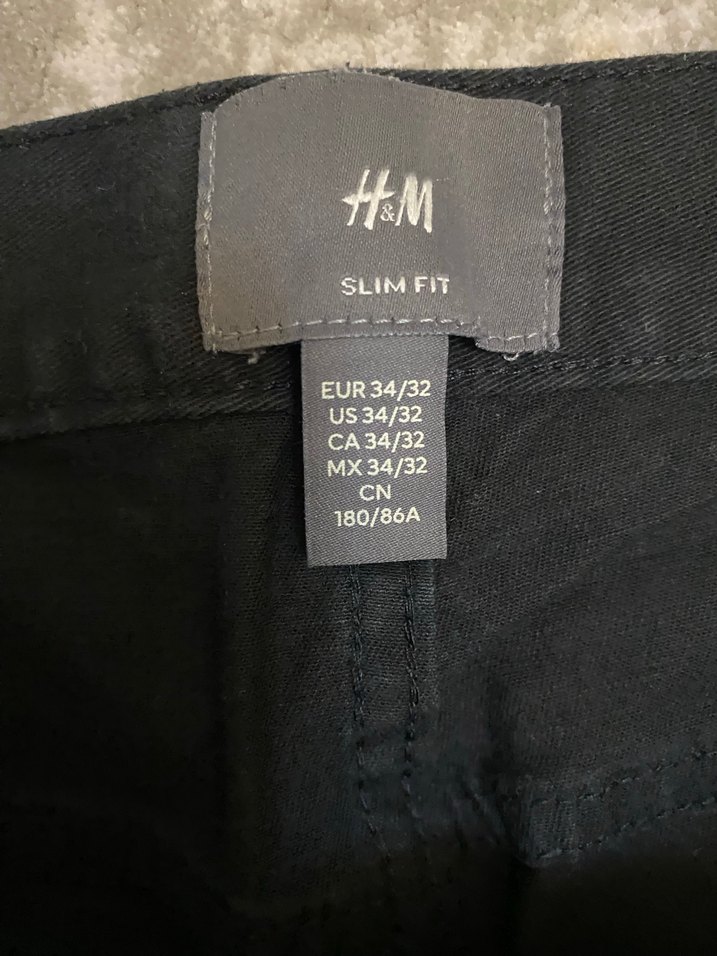 H&M
SLIM FIT
EUR 34/32
US 34/32
CA 34/32
MX 34/32
CN
180/86A